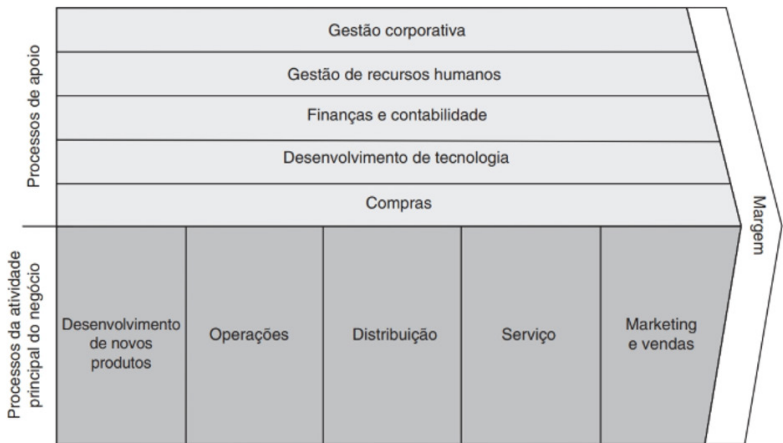 Processos de apoio
Gestão corporativa
Gestão de recursos humanos
Finanças e contabilidade
Desenvolvimento de tecnologia
Compras
Processos da atividade
principal do negócio
Desenvolvimento
de novos
produtos
Operações
Distribuição
Serviço
Marketing
e vendas
Margem